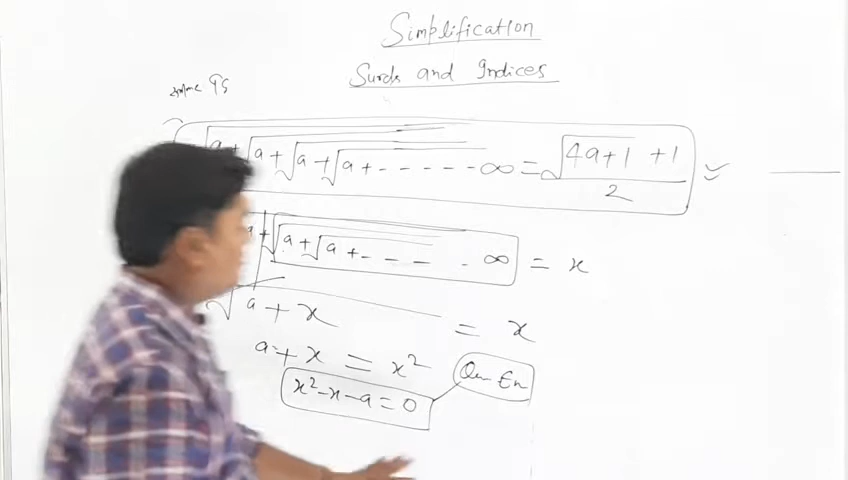 Simplification
Surds and Indices
√a+√a+√a+√a+ - - - - - - ∞ = √4a+1 +1 / 2
a+√a+√a+ - - - - - ∞ = x
√a+x = x
a+x = x²
x²-x-a=0